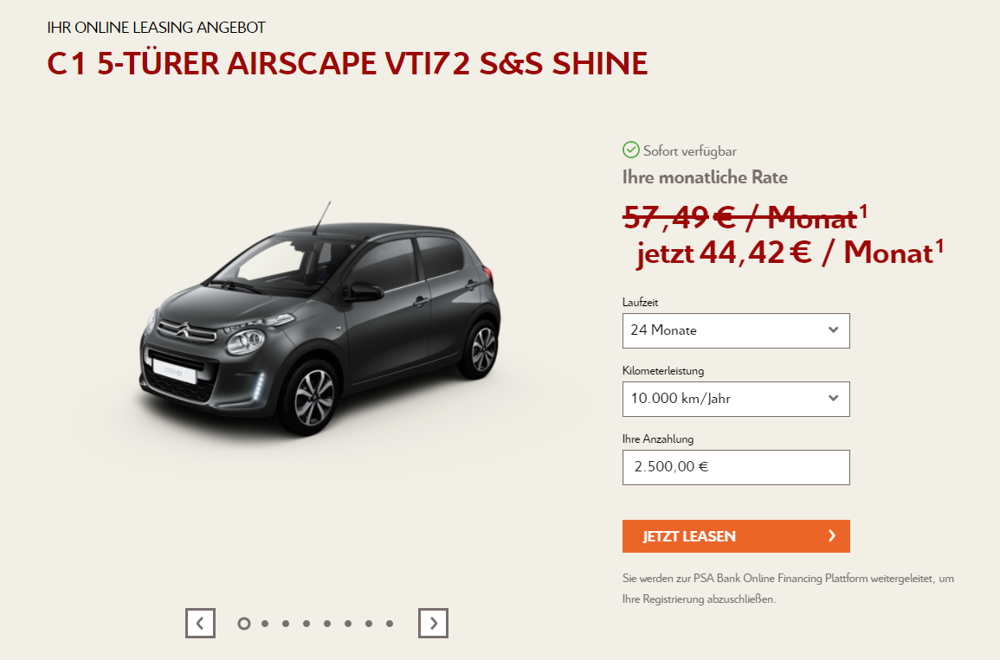 IHR ONLINE LEASING ANGEBOT
C1 5-TÜRER AIRSCAPE VTI72 S&S SHINE
Sofort verfügbar
Ihre monatliche Rate
57,49 € / Monat¹
jetzt 44,42 € / Monat¹
Laufzeit
24 Monate
Kilometerleistung
10.000 km/Jahr
Ihre Anzahlung
2.500,00 €
JETZT LEASEN
Sie werden zur PSA Bank Online Financing Plattform weitergeleitet, um
Ihre Registrierung abzuschließen.